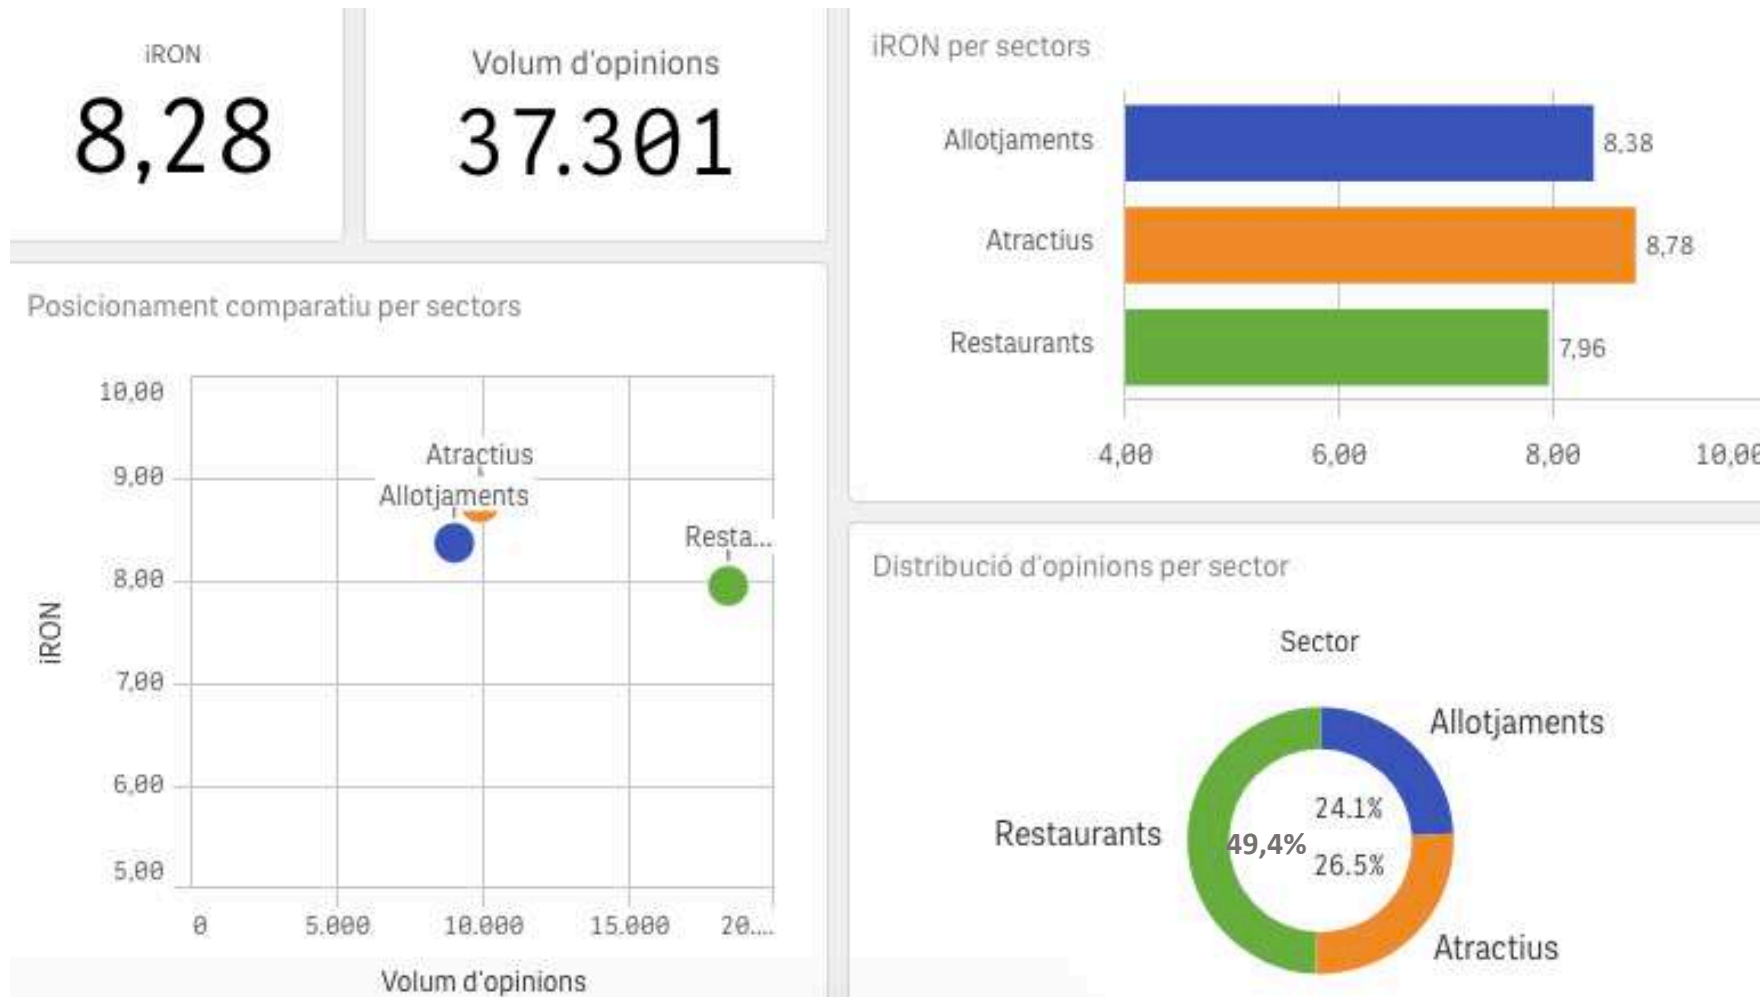 iRON
8,28
Volum d'opinions
37.301
iRON per sectors
Allotjaments
8,38
Atractius
8,78
Restaurants
7,96
4,00
6,00
8,00
10,00
Posicionament comparatiu per sectors
10,00
9,00
8,00
7,00
6,00
5,00
iRON
Atractius
Allotjaments
Resta...
0
5.000
10.000
15.000
20....
Volum d'opinions
Distribució d'opinions per sector
Sector
Allotjaments
24.1%
Restaurants
49,4%
26.5%
Atractius